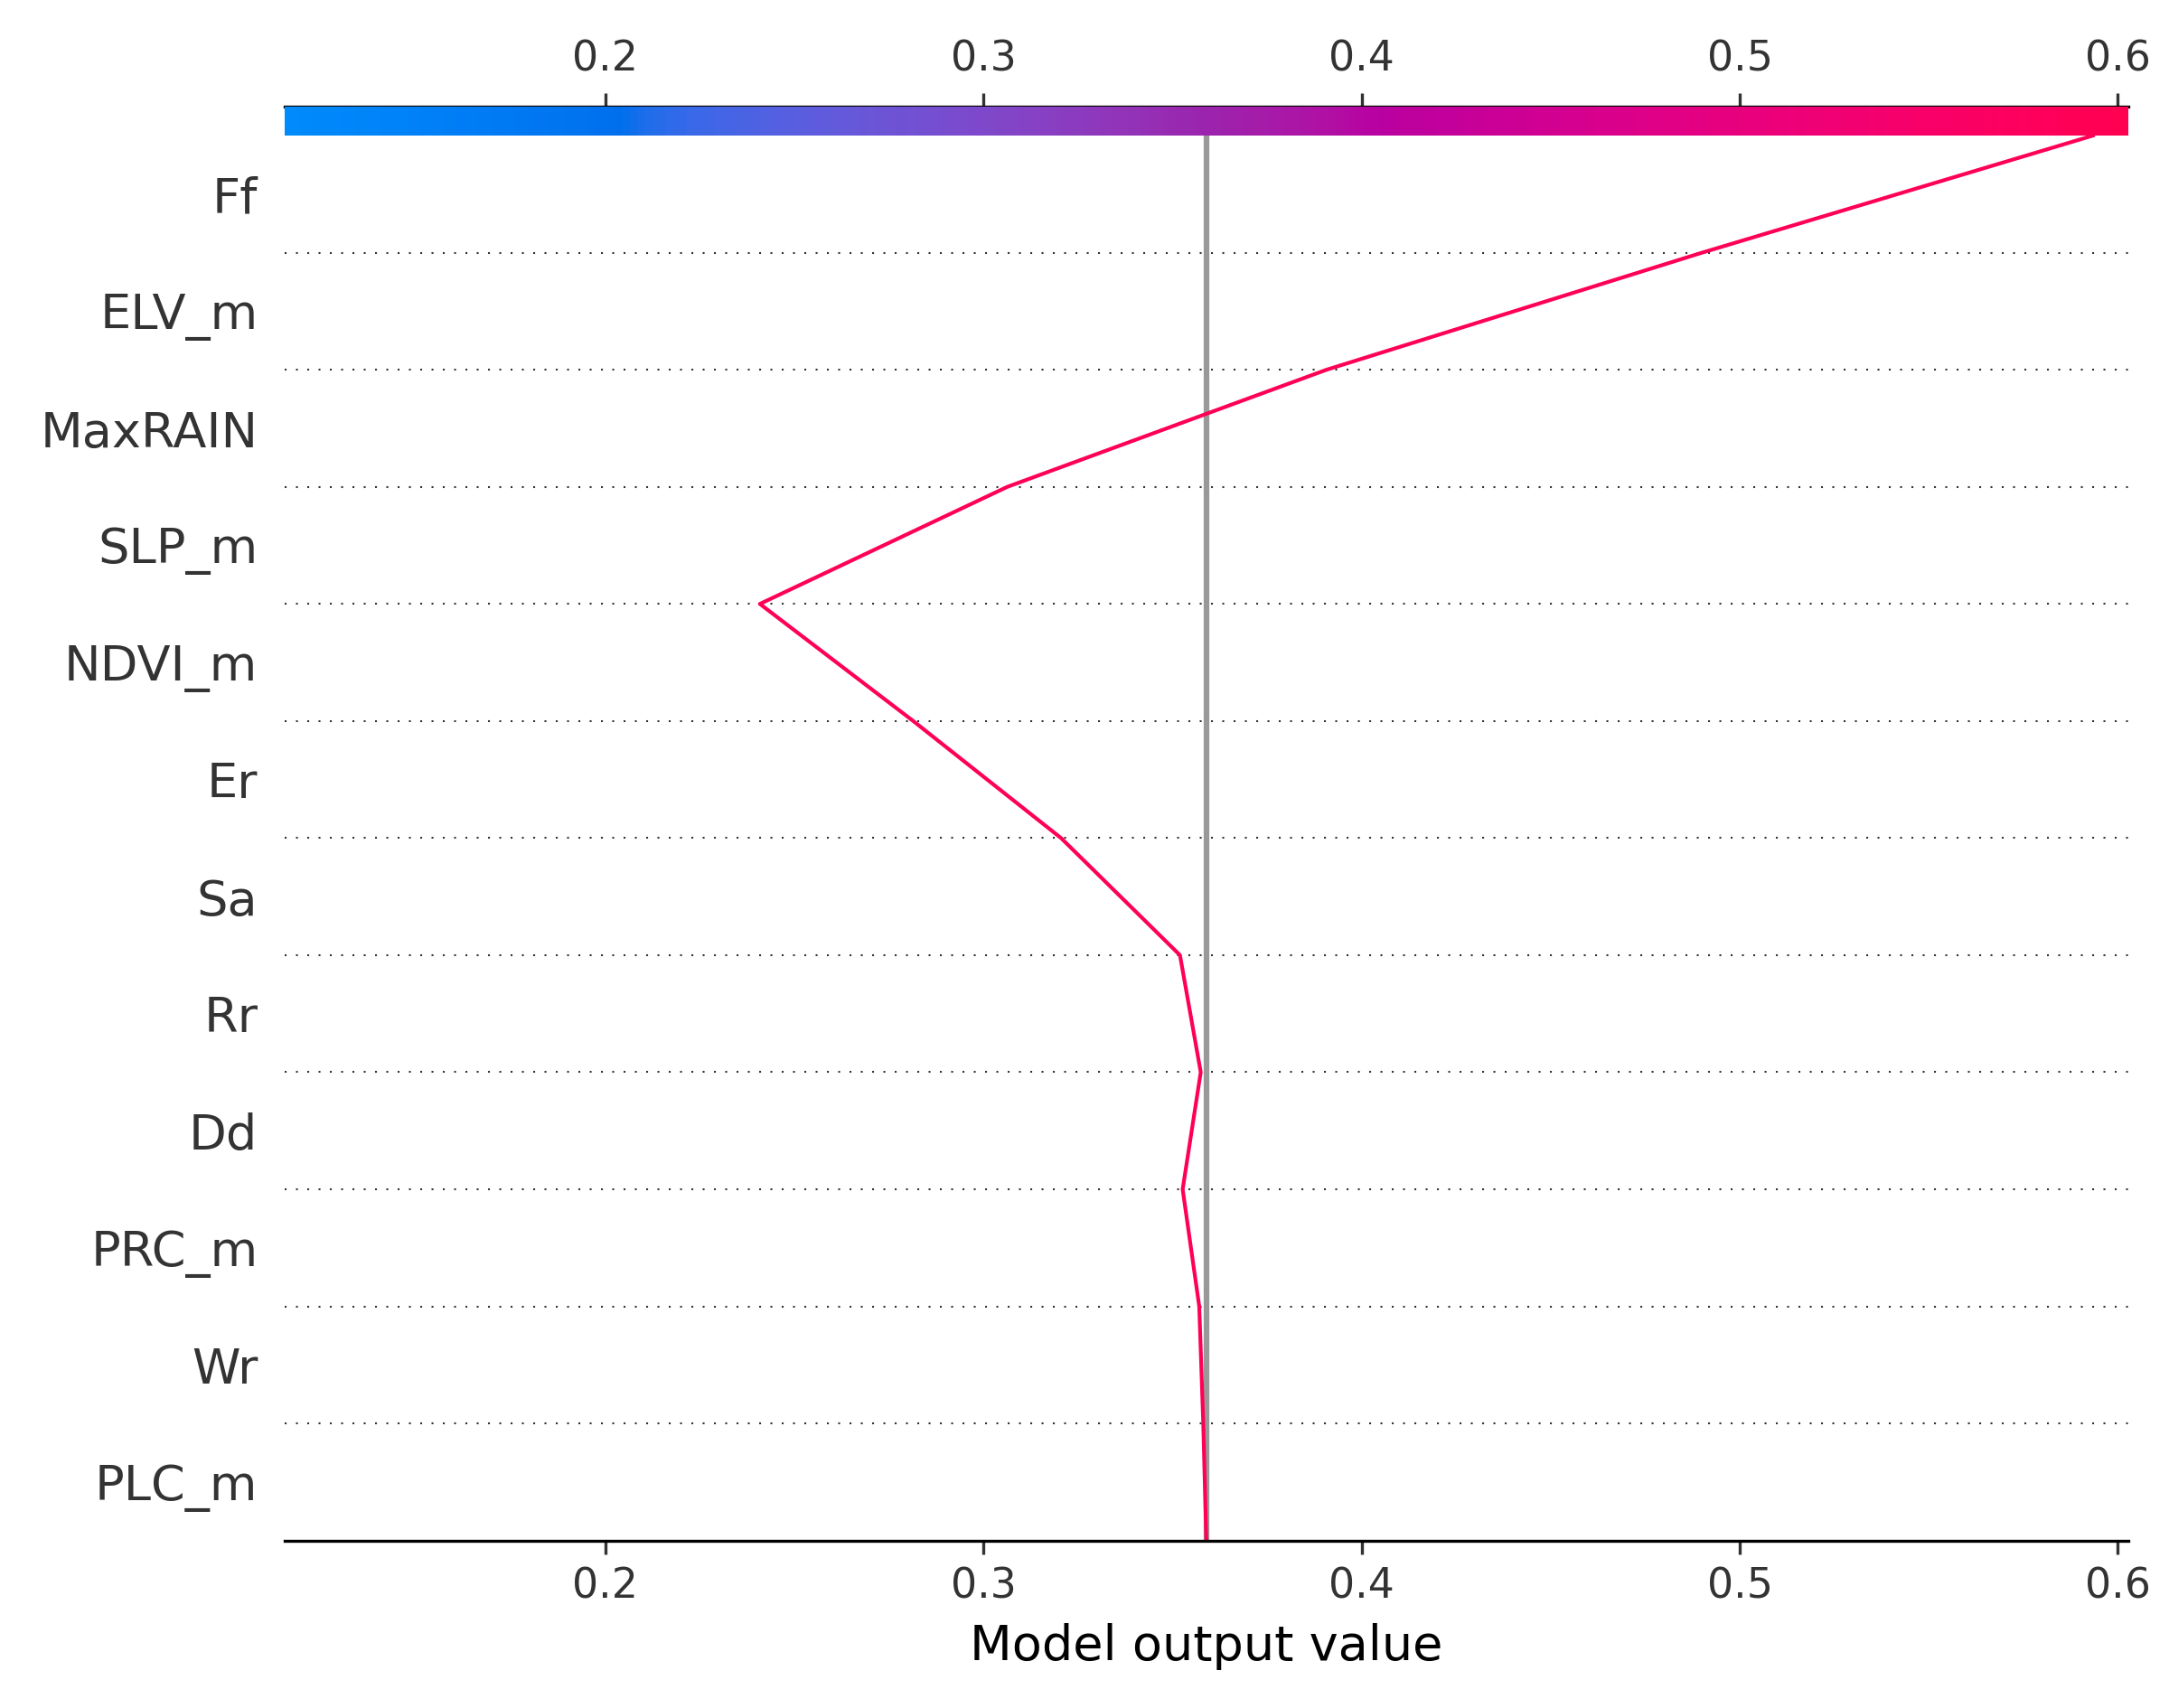 0.2 0.3 0.4 0.5 0.6
Ff
ELV_m
MaxRAIN
SLP_m
NDVI_m
Er
Sa
Rr
Dd
PRC_m
Wr
PLC_m
0.2 0.3 0.4 0.5 0.6
Model output value